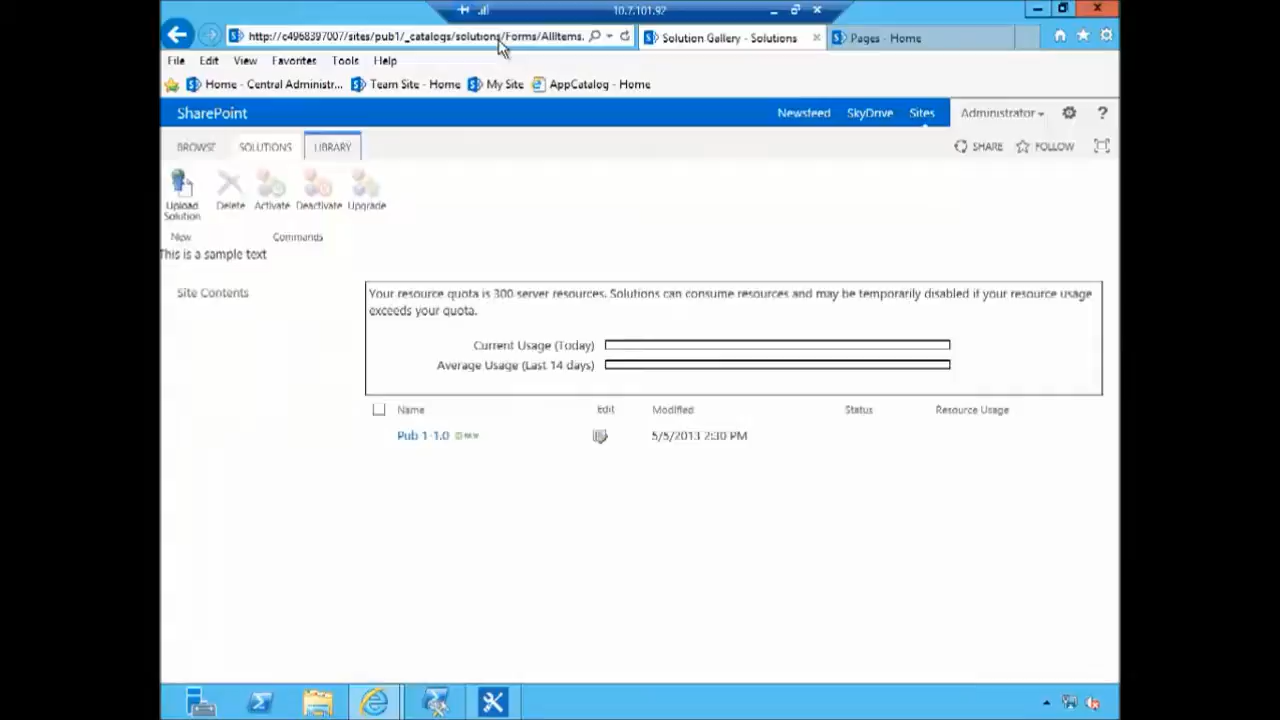 10.7.101.92
http://c4968397007/sites/pub1/_catalogs/solutions/Forms/AllItems.
Solution Gallery - Solutions
Pages - Home
File Edit View Favorites Tools Help
Home - Central Administr... Team Site - Home My Site AppCatalog - Home
SharePoint Newsfeed SkyDrive Sites Administrator ?
BROWSE SOLUTIONS LIBRARY SHARE FOLLOW
Upload Solution Delete Activate Deactivate Upgrade
New Commands
This is a sample text
Site Contents
Your resource quota is 300 server resources. Solutions can consume resources and may be temporarily disabled if your resource usage
exceeds your quota.
Current Usage (Today)
Average Usage (Last 14 days)
Name Edit Modified Status Resource Usage
Pub 1-1.0 NEW 5/5/2013 2:30 PM